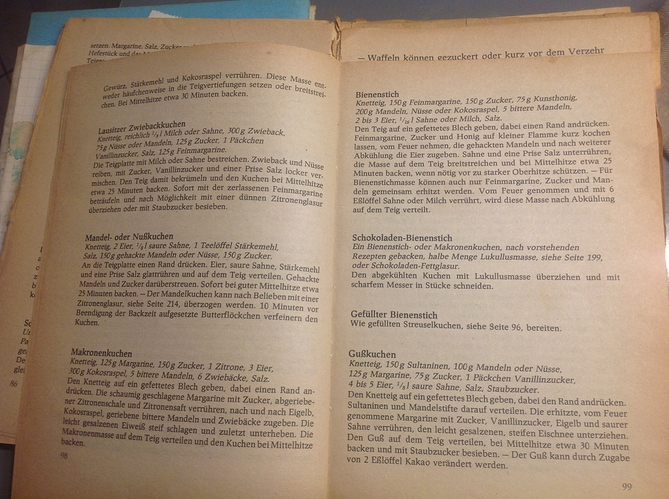 setzen. Margarine, Salz, Zucker
Gewürz, Stärkemehl und Kokosraspel verrühren. Diese Masse ent-
weder häufchenweise in die Teigvertiefungen setzen oder breitstrei-
chen. Bei Mittelhitze etwa 30 Minuten backen.
Lausitzer Zwiebackkuchen
Knetteig, reichlich ¼ l Milch oder Sahne, 300 g Zwieback,
75 g Nüsse oder Mandeln, 125 g Zucker, 1 Päckchen
Vanillinzucker, Salz, 125 g Feinmargarine.
Die Teigplatte mit Milch oder Sahne bestreichen. Zwieback und Nüsse
reiben, mit Zucker, Vanillinzucker und einer Prise Salz locker ver-
mischen. Den Teig damit bekrümeln und den Kuchen bei Mittelhitze
etwa 25 Minuten backen. Sofort mit der zerlassenen Feinmargarine
beträufeln und nach Möglichkeit mit einer dünnen Zitronenglasur
überziehen oder mit Staubzucker besieben.
Mandel- oder Nußkuchen
Knetteig, 2 Eier, ¼ l saure Sahne, 1 Teelöffel Stärkemehl,
Salz, 150 g gehackte Mandeln oder Nüsse, 150 g Zucker.
An die Teigplatte einen Rand drücken. Eier, saure Sahne, Stärkemehl
und eine Prise Salz glattrühren und auf dem Teig verteilen. Gehackte
Mandeln und Zucker darüberstreuen. Sofort bei guter Mittelhitze etwa
25 Minuten backen. – Der Mandelkuchen kann nach Belieben mit einer
Zitronenglasur, siehe Seite 214, überzogen werden. 10 Minuten vor
Beendigung der Backzeit aufgesetzte Butterflöckchen verfeinern den
Kuchen.
Makronenkuchen
Knetteig, 125 g Margarine, 150 g Zucker, 1 Zitrone, 3 Eier,
300 g Kokosraspel, 5 bittere Mandeln, 6 Zwiebäcke, Salz.
Den Knetteig auf ein gefettetes Blech geben, dabei einen Rand an-
drücken. Die schaumig geschlagene Margarine mit Zucker, abgeriebe-
ner Zitronenschale und Zitronensaft verrühren, nach und nach Eigelb,
Kokosraspel, geriebene bittere Mandeln und Zwiebäcke zugeben. Die
leicht gesalzenen Eiweiß steif schlagen und zuletzt unterheben. Die
Makronenmasse auf dem Teig verteilen und den Kuchen bei Mittelhitze
backen.
86
98
– Waffeln können gezuckert oder kurz vor dem Verzehr
Bienenstich
Knetteig, 150 g Feinmargarine, 150 g Zucker, 75 g Kunsthonig,
200 g Mandeln, Nüsse oder Kokosraspel, 5 bittere Mandeln,
2 bis 3 Eier, 1/10 l Sahne oder Milch, Salz.
Den Teig auf ein gefettetes Blech geben, dabei einen Rand andrücken.
Feinmargarine, Zucker und Honig auf kleiner Flamme kurz kochen
lassen, vom Feuer nehmen, die gehackten Mandeln und nach weiterer
Abkühlung die Eier zugeben. Sahne und eine Prise Salz unterrühren,
die Masse auf dem Teig breitstreichen und bei Mittelhitze etwa 25
Minuten backen, wenn nötig vor zu starker Oberhitze schützen. – Für
Bienenstichmasse können auch nur Feinmargarine, Zucker und Man-
deln gemeinsam erhitzt werden. Vom Feuer genommen und mit 6
Eßlöffel Sahne oder Milch verrührt, wird diese Masse nach Abkühlung
auf dem Teig verteilt.
Schokoladen-Bienenstich
Ein Bienenstich- oder Makronenkuchen, nach vorstehenden
Rezepten gebacken, halbe Menge Lukullusmasse, siehe Seite 199,
oder Schokoladen-Fettglasur.
Den abgekühlten Kuchen mit Lukullusmasse überziehen und mit
scharfem Messer in Stücke schneiden.
Gefüllter Bienenstich
Wie gefüllten Streuselkuchen, siehe Seite 96, bereiten.
Gußkuchen
Knetteig, 150 g Sultaninen, 100 g Mandeln oder Nüsse,
125 g Margarine, 75 g Zucker, 1 Päckchen Vanillinzucker,
4 bis 5 Eier, ⅛ l saure Sahne, Salz, Staubzucker.
Den Knetteig auf ein gefettetes Blech geben, dabei den Rand andrücken.
Sultaninen und Mandelstifte darauf verteilen. Die erhitzte, vom Feuer
genommene Margarine mit Zucker, Vanillinzucker, Eigelb und saurer
Sahne verrühren, den leicht gesalzenen, steifen Eischnee unterziehen.
Den Guß auf dem Teig verteilen, bei Mittelhitze etwa 30 Minuten
backen und mit Staubzucker besieben. – Der Guß kann durch Zugabe
von 2 Eßlöffel Kakao verändert werden.
99